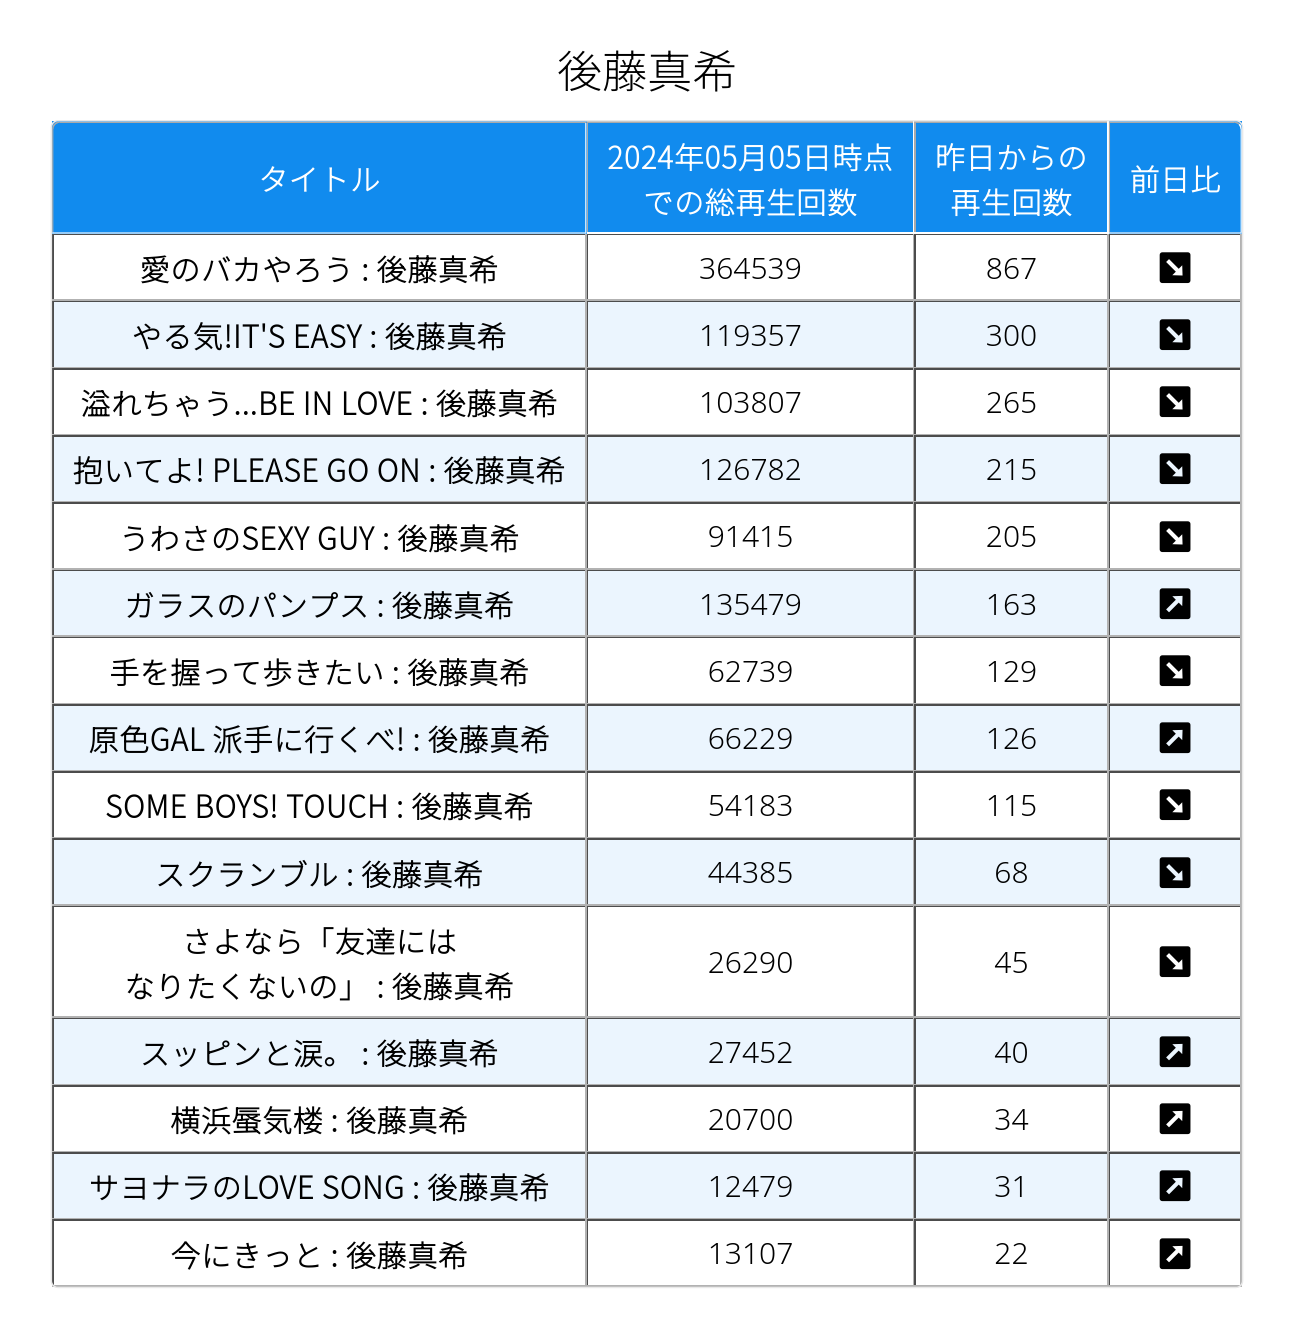 後藤真希
タイトル
2024年05月05日時点
での総再生回数
昨日からの
再生回数
前日比
愛のバカやろう : 後藤真希 364539 867
やる気!IT'S EASY : 後藤真希 119357 300
溢れちゃう...BE IN LOVE : 後藤真希 103807 265
抱いてよ! PLEASE GO ON : 後藤真希 126782 215
うわさのSEXY GUY : 後藤真希 91415 205
ガラスのパンプス : 後藤真希 135479 163
手を握って歩きたい : 後藤真希 62739 129
原色GAL 派手に行くべ! : 後藤真希 66229 126
SOME BOYS! TOUCH : 後藤真希 54183 115
スクランブル : 後藤真希 44385 68
さよなら「友達には
なりたくないの」 : 後藤真希 26290 45
スッピンと涙。 : 後藤真希 27452 40
横浜蜃気楼 : 後藤真希 20700 34
サヨナラのLOVE SONG : 後藤真希 12479 31
今にきっと : 後藤真希 13107 22